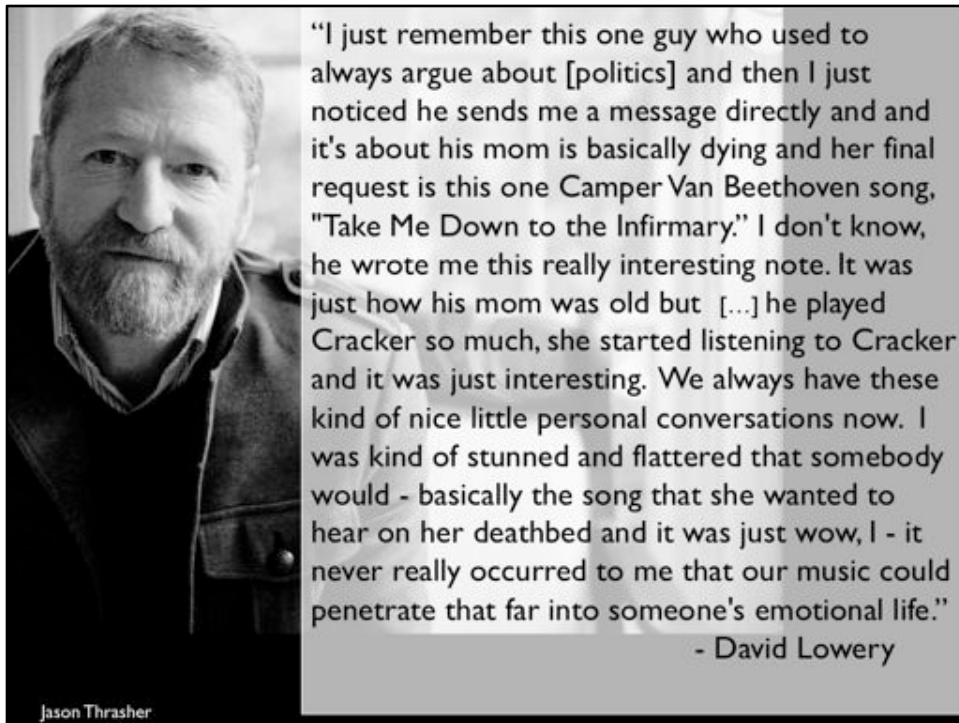 “I just remember this one guy who used to
always argue about [politics] and then I just
noticed he sends me a message directly and and
it's about his mom is basically dying and her final
request is this one Camper Van Beethoven song,
"Take Me Down to the Infirmary.” I don't know,
he wrote me this really interesting note. It was
just how his mom was old but [...] he played
Cracker so much, she started listening to Cracker
and it was just interesting. We always have these
kind of nice little personal conversations now. I
was kind of stunned and flattered that somebody
would - basically the song that she wanted to
hear on her deathbed and it was just wow, I - it
never really occurred to me that our music could
penetrate that far into someone's emotional life.”
- David Lowery
Jason Thrasher